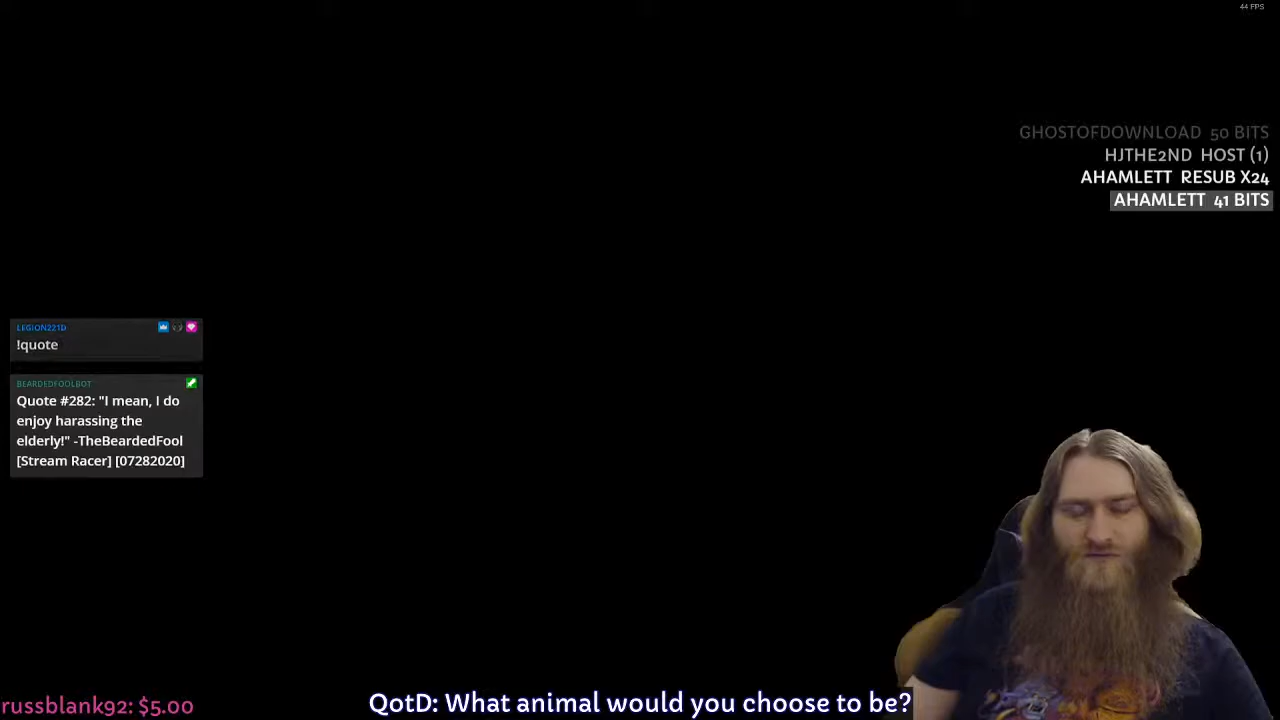 44 FPS
GHOSTOFDOWNLOAD 50 BITS
HJTHE2ND HOST (1)
AHAMLETT RESUB X24
AHAMLETT 41 BITS
LEGION221D
!quote
BEARDEDFOOLBOT
Quote #282: "I mean, I do
enjoy harassing the
elderly!" -TheBeardedFool
[Stream Racer] [07282020]
russblank92: $5.00
QotD: What animal would you choose to be?